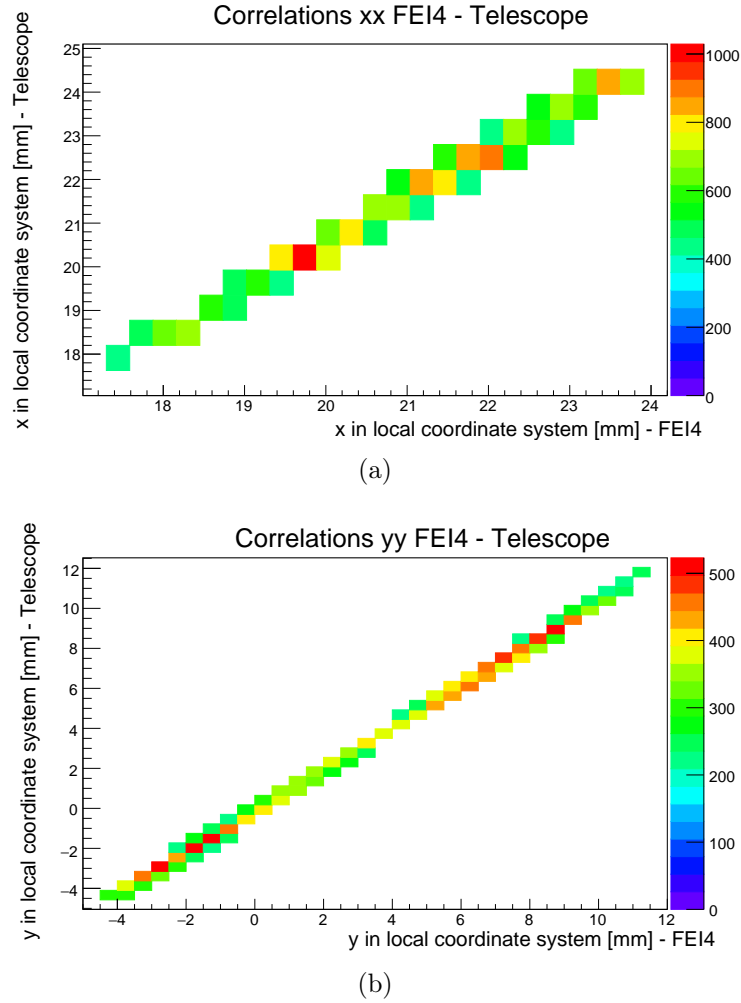 Correlations xx FEI4 - Telescope
x in local coordinate system [mm] - Telescope
25
24
23
22
21
20
19
18
18 19 20 21 22 23 24
x in local coordinate system [mm] - FEI4
1000
800
600
400
200
0
(a)
Correlations yy FEI4 - Telescope
y in local coordinate system [mm] - Telescope
12
10
8
6
4
2
0
−2
−4
−4 −2 0 2 4 6 8 10 12
y in local coordinate system [mm] - FEI4
500
400
300
200
100
0
(b)